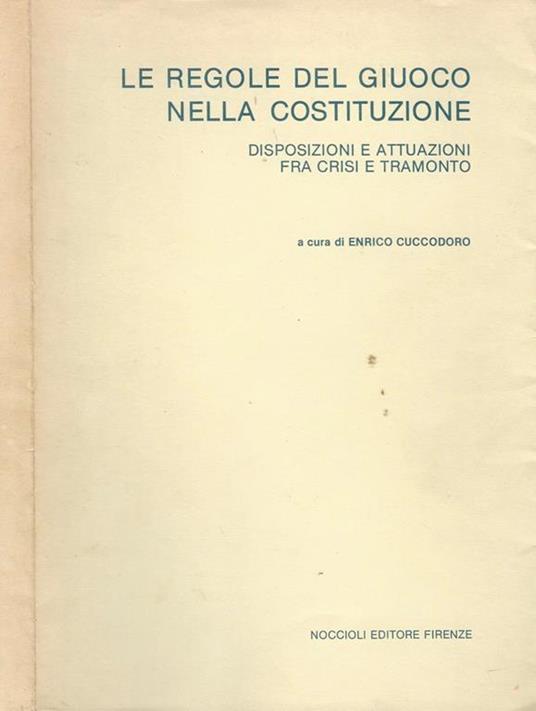 LE REGOLE DEL GIUOCO
NELLA COSTITUZIONE
DISPOSIZIONI E ATTUAZIONI
FRA CRISI E TRAMONTO
a cura di ENRICO CUCCODORO
NOCCIOLI EDITORE FIRENZE